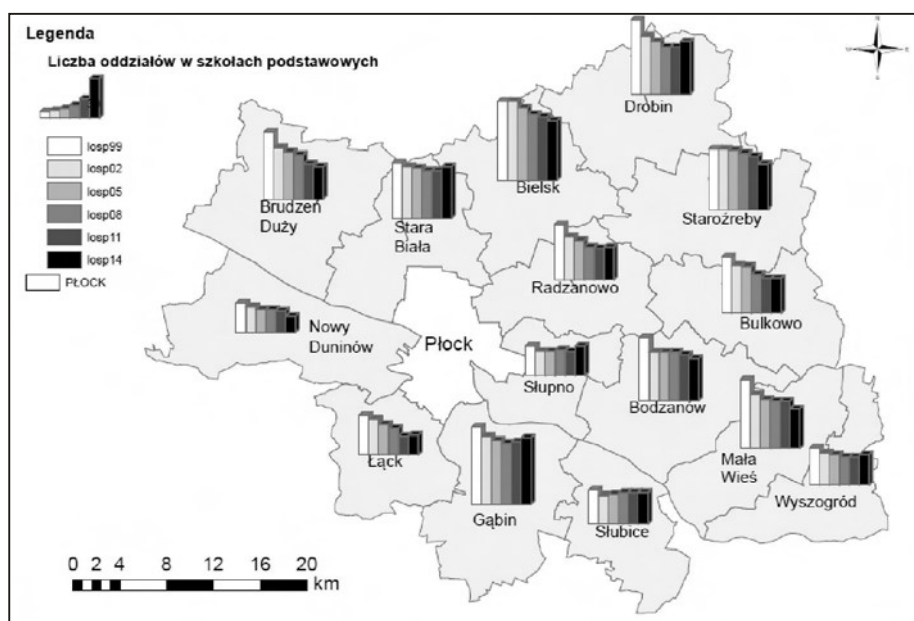 Legenda
Liczba oddziałów w szkołach podstawowych
losp99
losp02
losp05
losp08
losp11
losp14
PŁOCK
N
W
E
S
Drobin
Bielsk
Brudzeń
Duży
Stara
Biała
Staroźreby
Radzanowo
Bulkowo
Nowy
Duninów
Płock
Słupno
Bodzanów
Mała
Wieś
Wyszogród
Łąck
Gąbin
Słubice
0 2 4 8 12 16 20
km